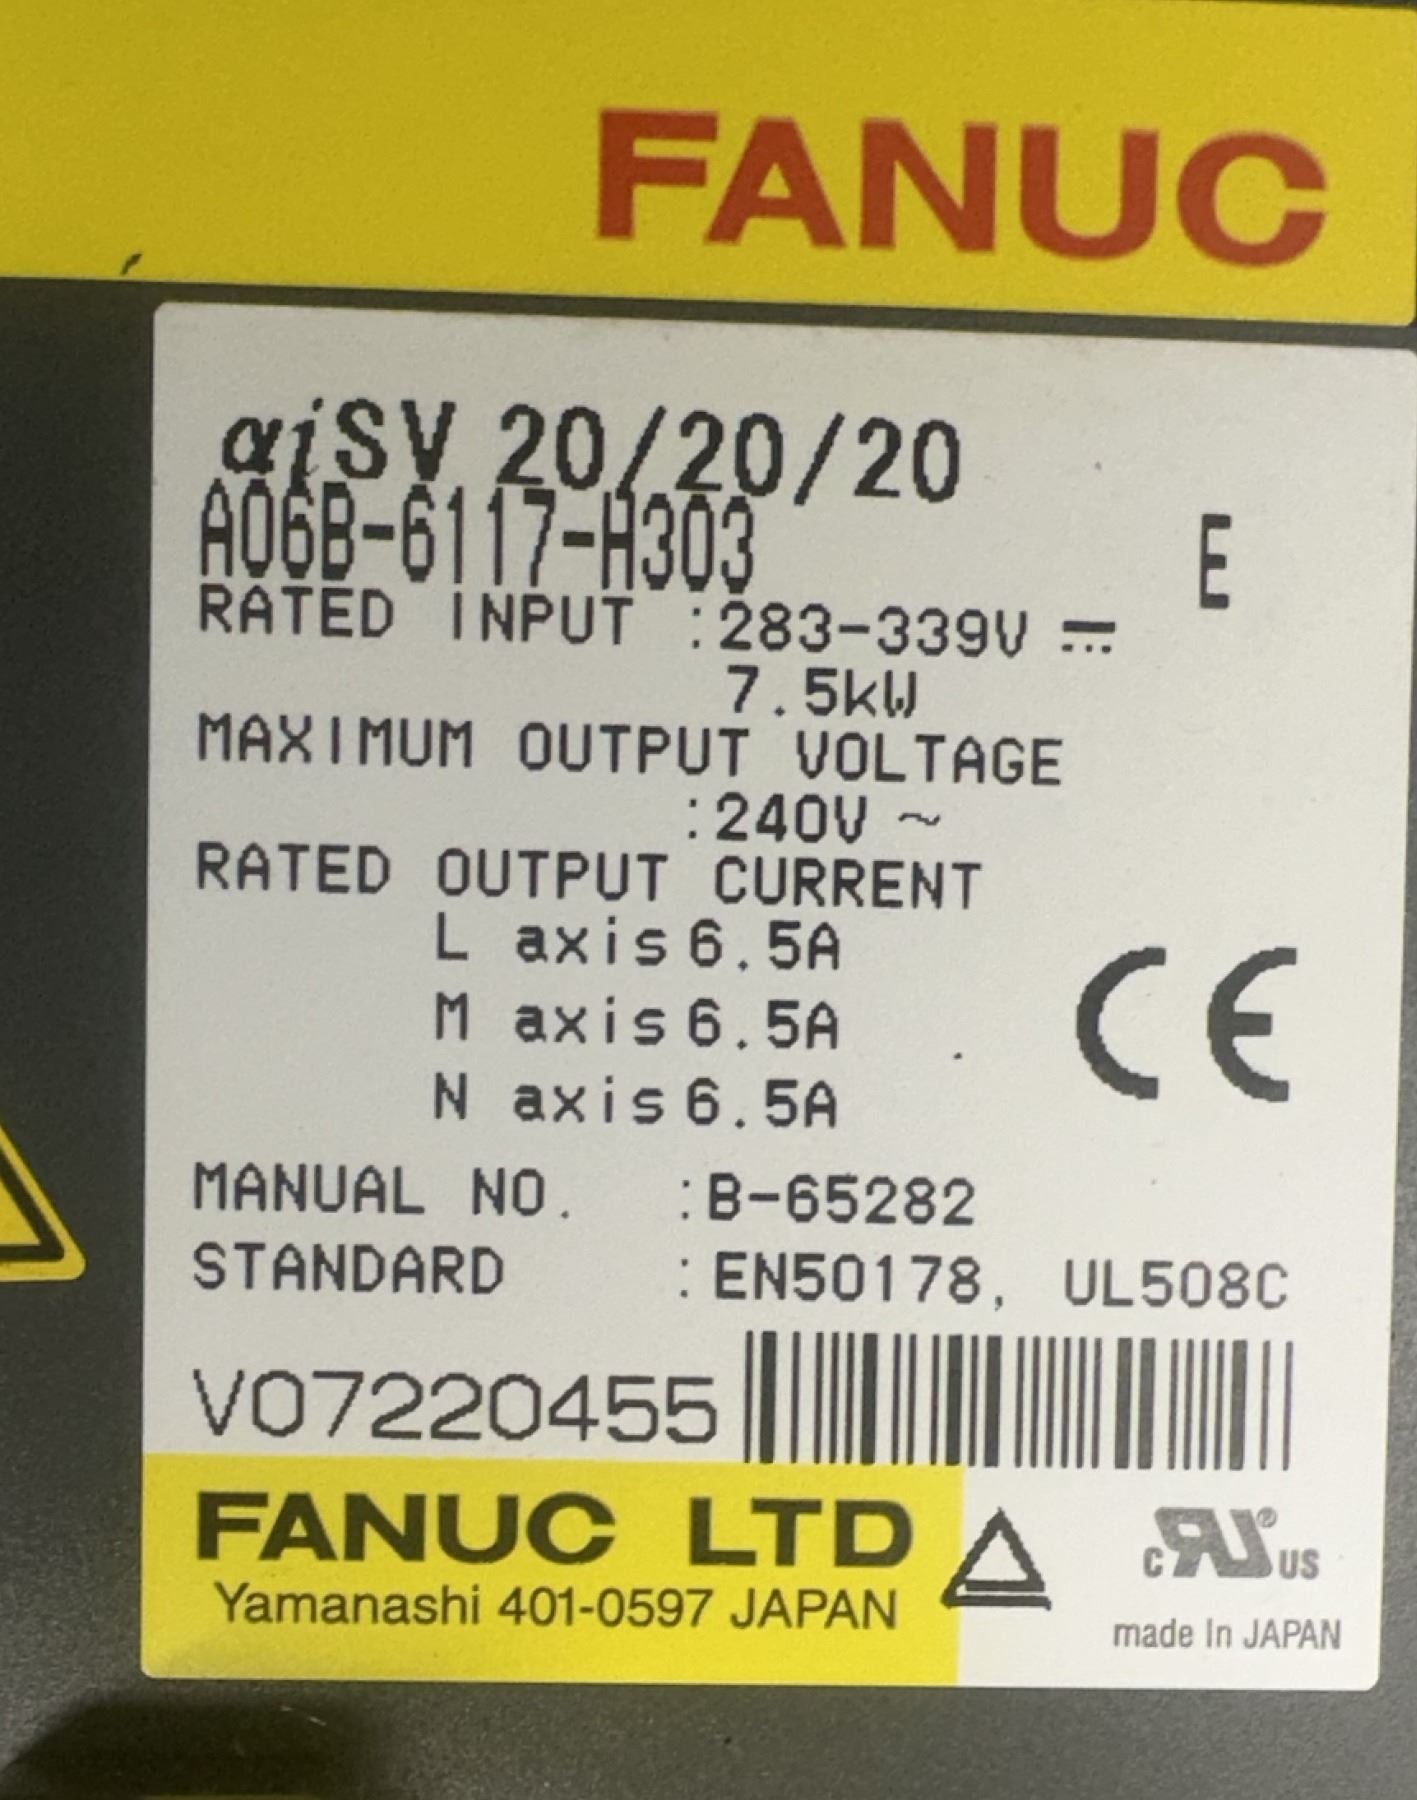 FANUC
αiSV 20/20/20
A06B-6117-H303 E
RATED INPUT :283-339V ⎓
7.5kW
MAXIMUM OUTPUT VOLTAGE
:240V ~
RATED OUTPUT CURRENT
L axis 6.5A
M axis 6.5A
N axis 6.5A
CE
MANUAL NO. :B-65282
STANDARD :EN50178, UL508C
V07220455
FANUC LTD
Yamanashi 401-0597 JAPAN
c RU ® US
made In JAPAN